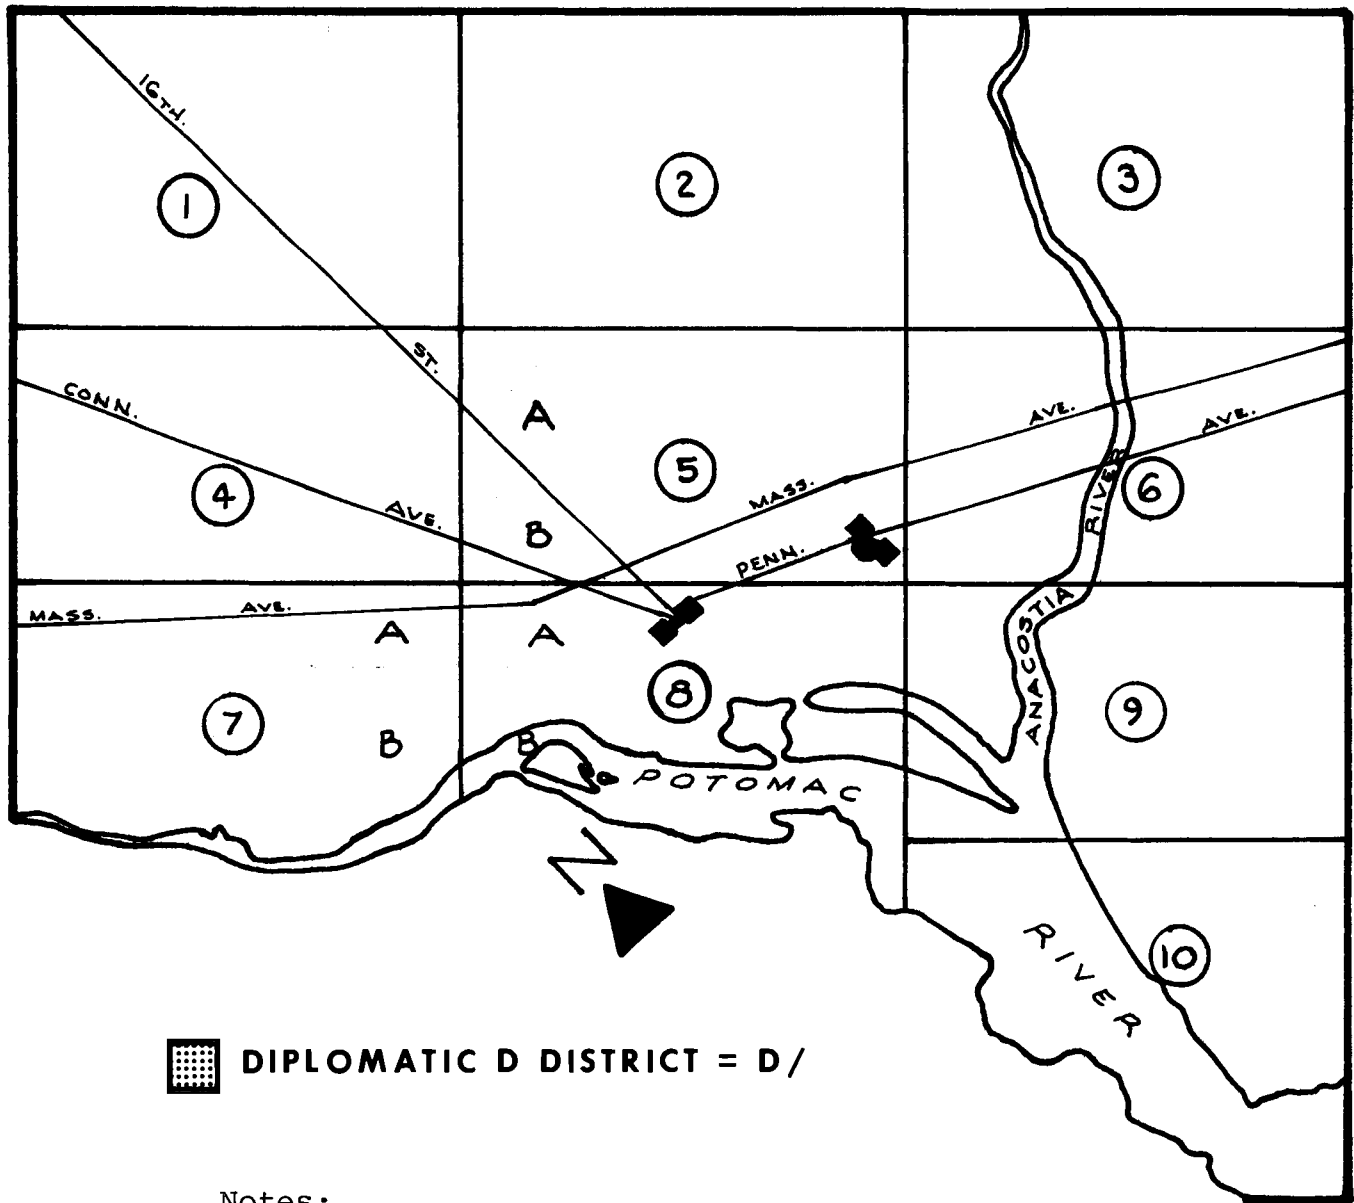 16TH.
1
2
3
ST.
CONN.
A
AVE.
AVE.
5
4
MASS.
6
AVE.
B
RIVER
PENN.
MASS.
AVE.
A
A
ANACOSTIA
7
8
9
B
B
POTOMAC
N
RIVER
10
DIPLOMATIC D DISTRICT = D/
Notes: